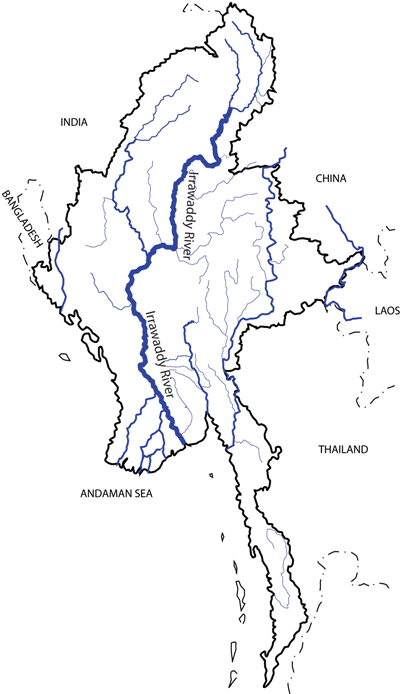 INDIA
CHINA
Irrawaddy River
BANGLADESH
LAOS
Irrawaddy River
THAILAND
ANDAMAN SEA